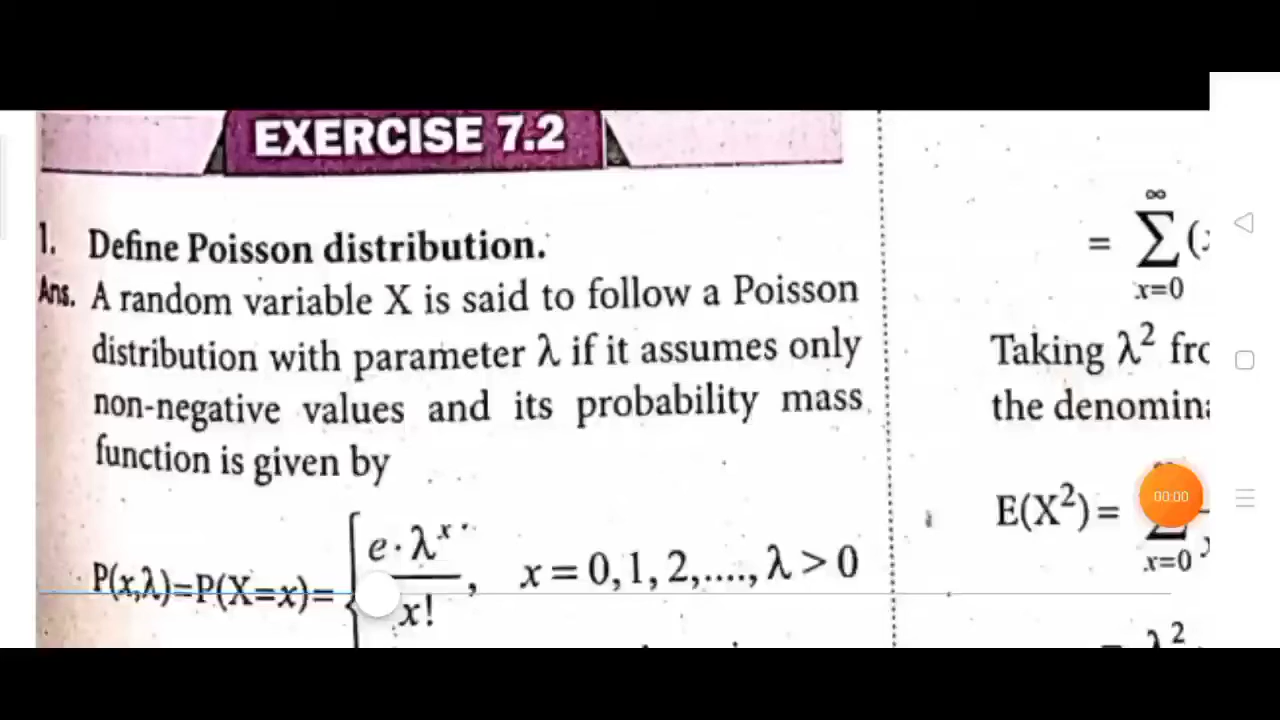 EXERCISE 7.2
1. Define Poisson distribution.
Ans. A random variable X is said to follow a Poisson
distribution with parameter λ if it assumes only
non-negative values and its probability mass
function is given by
P(x,λ)=P(X=x)= { e·λ^x / x! , x = 0, 1, 2,...., λ > 0
= ∑ x=0 ∞ (
Taking λ²
the
E(X²) = x=0
= λ²
00:00